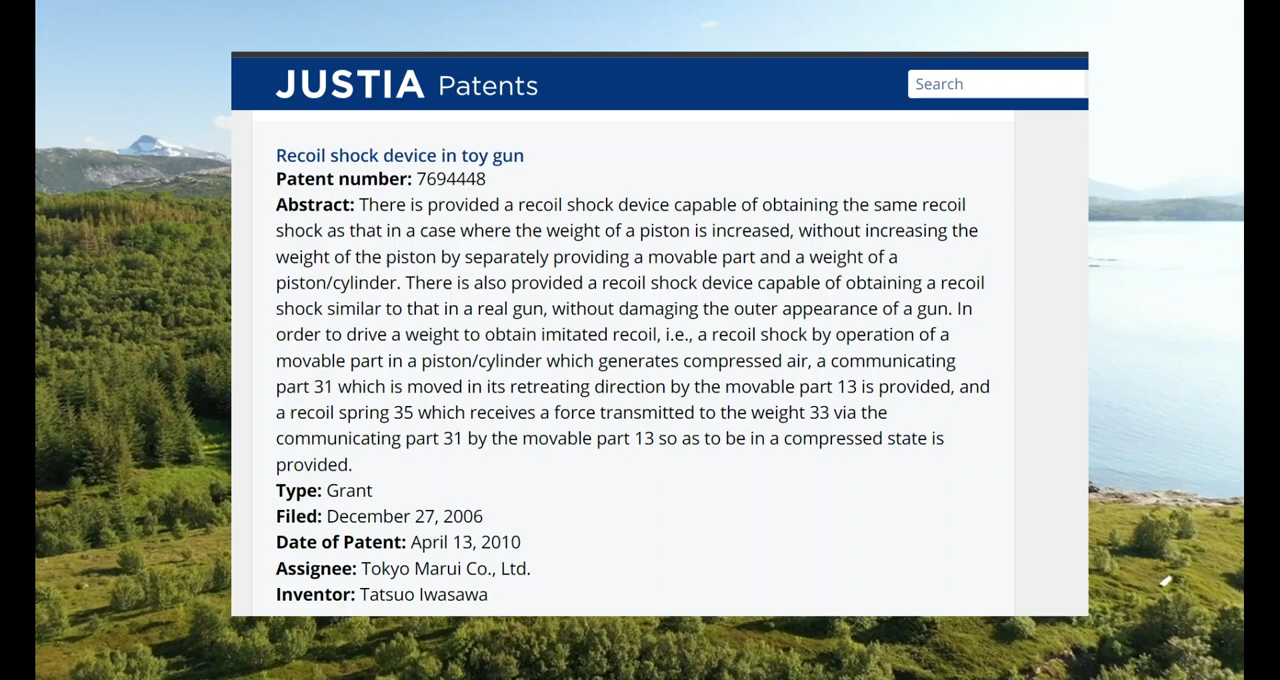 JUSTIA Patents
Search
Recoil shock device in toy gun
Patent number: 7694448
Abstract: There is provided a recoil shock device capable of obtaining the same recoil
shock as that in a case where the weight of a piston is increased, without increasing the
weight of the piston by separately providing a movable part and a weight of a
piston/cylinder. There is also provided a recoil shock device capable of obtaining a recoil
shock similar to that in a real gun, without damaging the outer appearance of a gun. In
order to drive a weight to obtain imitated recoil, i.e., a recoil shock by operation of a
movable part in a piston/cylinder which generates compressed air, a communicating
part 31 which is moved in its retreating direction by the movable part 13 is provided, and
a recoil spring 35 which receives a force transmitted to the weight 33 via the
communicating part 31 by the movable part 13 so as to be in a compressed state is
provided.
Type: Grant
Filed: December 27, 2006
Date of Patent: April 13, 2010
Assignee: Tokyo Marui Co., Ltd.
Inventor: Tatsuo Iwasawa